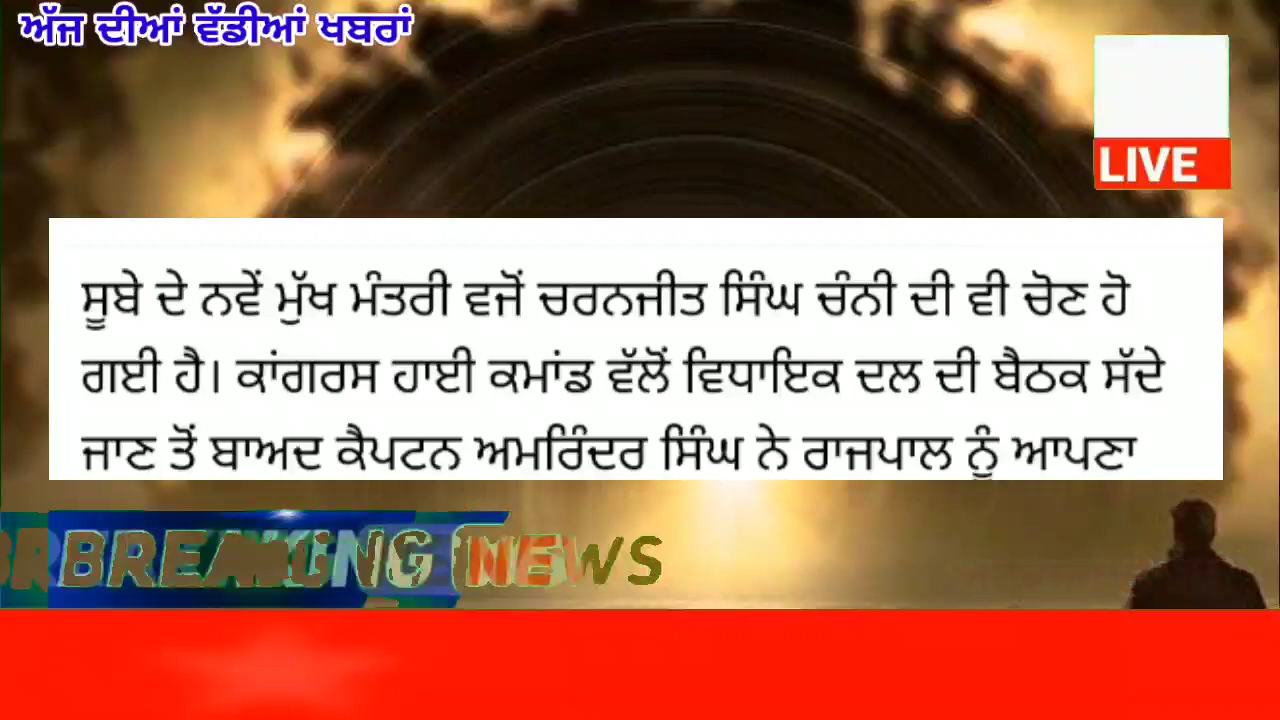 ਅੱਜ ਦੀਆਂ ਵੱਡੀਆਂ ਖਬਰਾਂ
LIVE
ਸੂਬੇ ਦੇ ਨਵੇਂ ਮੁੱਖ ਮੰਤਰੀ ਵਜੋਂ ਚਰਨਜੀਤ ਸਿੰਘ ਚੰਨੀ ਦੀ ਵੀ ਚੋਣ ਹੋ
ਗਈ ਹੈ। ਕਾਂਗਰਸ ਹਾਈ ਕਮਾਂਡ ਵੱਲੋਂ ਵਿਧਾਇਕ ਦਲ ਦੀ ਬੈਠਕ ਸੱਦੇ
ਜਾਣ ਤੋਂ ਬਾਅਦ ਕੈਪਟਨ ਅਮਰਿੰਦਰ ਸਿੰਘ ਨੇ ਰਾਜਪਾਲ ਨੂੰ ਆਪਣਾ
BREAKING NEWS